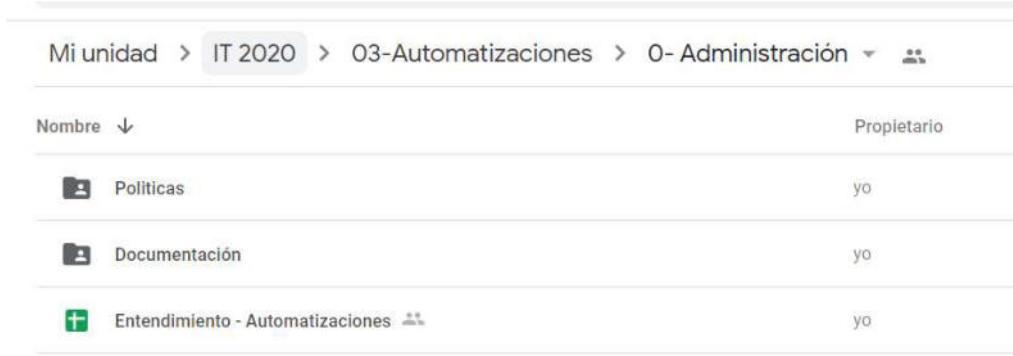 Mi unidad > IT 2020 > 03-Automatizaciones > 0- Administración
Nombre ↓ Propietario
Politicas yo
Documentación yo
Entendimiento - Automatizaciones yo